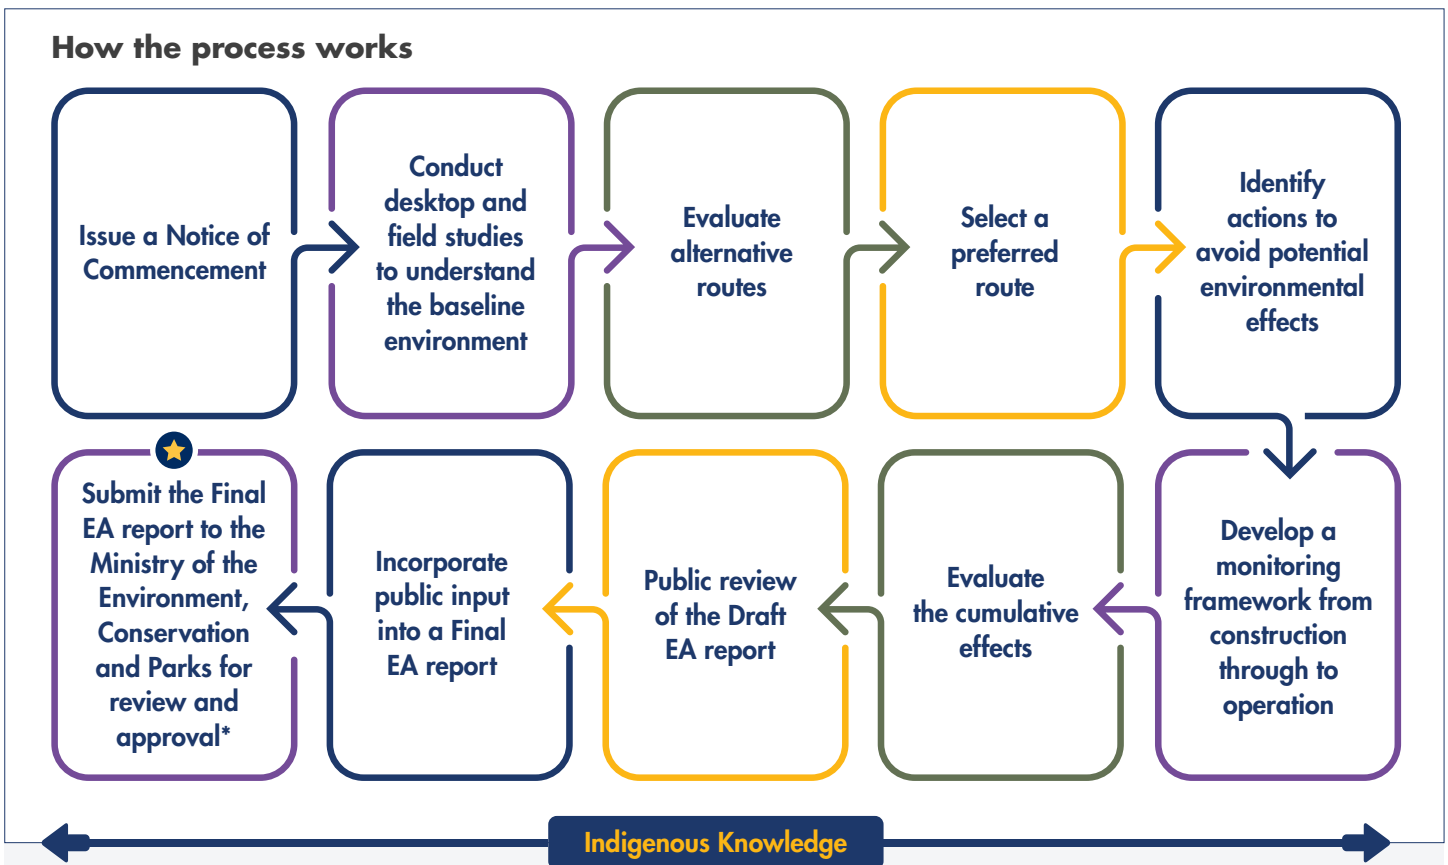 How the process works
Issue a Notice of
Commencement
Conduct
desktop and
field studies
to understand
the baseline
environment
Evaluate
alternative
routes
Select a
preferred
route
Identify
actions to
avoid potential
environmental
effects
Develop a
monitoring
framework from
construction
through to
operation
Evaluate
the cumulative
effects
Public review
of the Draft
EA report
Incorporate
public input
into a Final
EA report
Submit the Final
EA report to the
Ministry of the
Environment,
Conservation
and Parks for
review and
approval*
Indigenous Knowledge